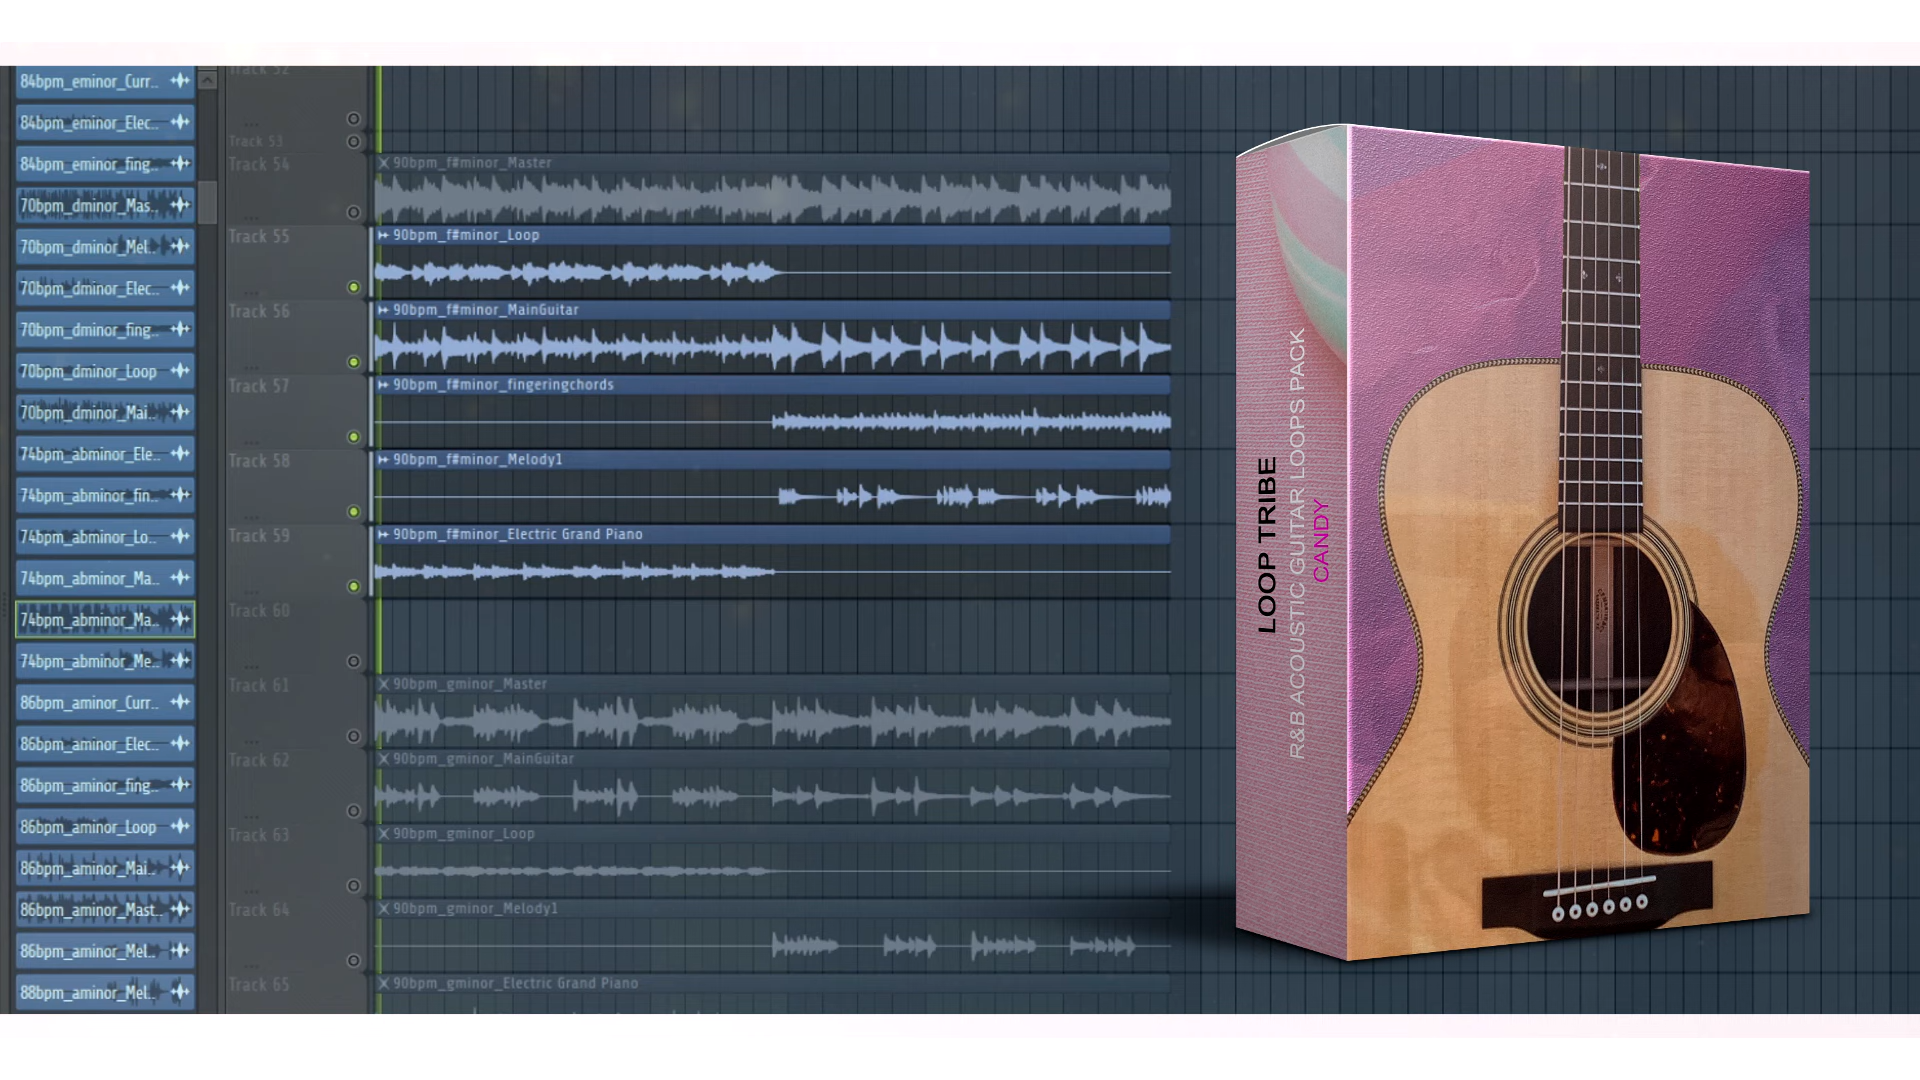 84bpm_eminor_Curr..
84bpm_eminor_Elec..
84bpm_eminor_fing..
70bpm_dminor_Mas..
70bpm_dminor_Mel..
70bpm_dminor_Elec..
70bpm_dminor_fing..
70bpm_dminor_Loop
70bpm_dminor_Mai..
74bpm_abminor_Ele..
74bpm_abminor_fin..
74bpm_abminor_Lo..
74bpm_abminor_Ma..
74bpm_abminor_Ma..
74bpm_abminor_Me..
86bpm_aminor_Curr..
86bpm_aminor_Elec..
86bpm_aminor_fing..
86bpm_aminor_Loop
86bpm_aminor_Mai..
86bpm_aminor_Mast..
86bpm_aminor_Mel..
88bpm_aminor_Mel..
Track 52
Track 53
Track 54
90bpm_f#minor_Master
Track 55
90bpm_f#minor_Loop
Track 56
90bpm_f#minor_MainGuitar
Track 57
90bpm_f#minor_fingeringchords
Track 58
90bpm_f#minor_Melody1
Track 59
90bpm_f#minor_Electric Grand Piano
Track 60
Track 61
90bpm_gminor_Master
Track 62
90bpm_gminor_MainGuitar
Track 63
90bpm_gminor_Loop
Track 64
90bpm_gminor_Melody1
Track 65
90bpm_gminor_Electric Grand Piano
LOOP TRIBE
R&B ACOUSTIC GUITAR LOOPS PACK
CANDY